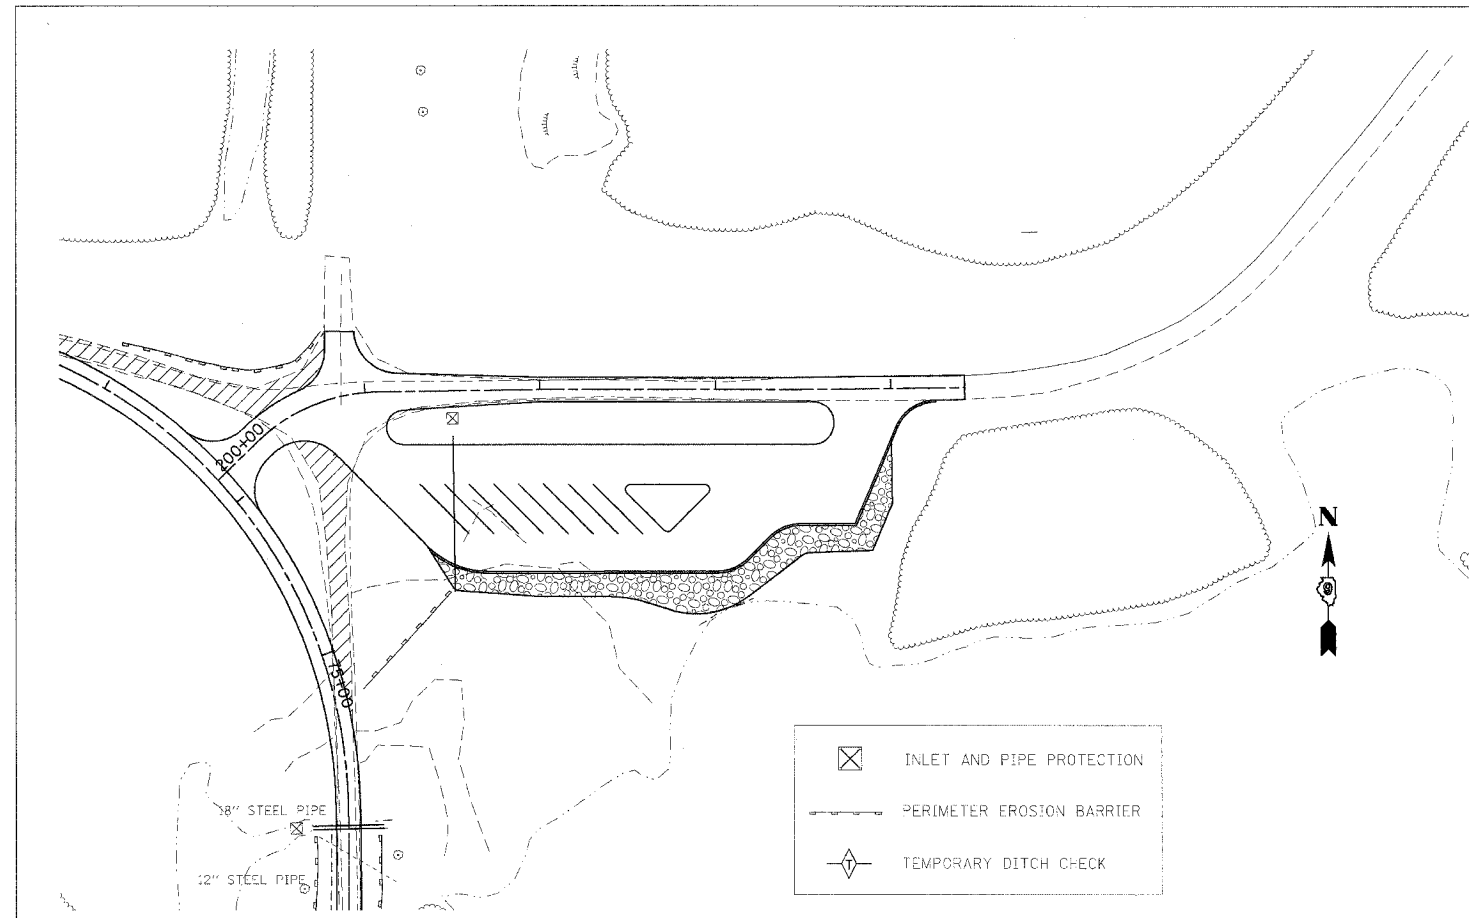 200+00
N
75+00
INLET AND PIPE PROTECTION
PERIMETER EROSION BARRIER
18" STEEL PIPE
T
TEMPORARY DITCH CHECK
12" STEEL PIPE